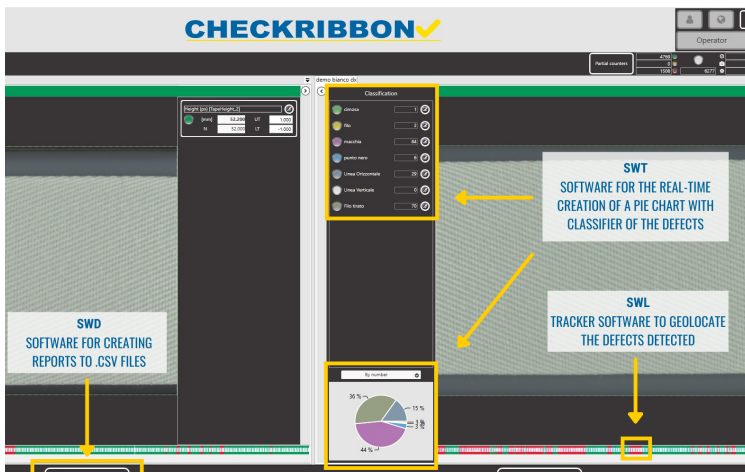 CHECKRIBBON
Operator
Partial counters
4769
0
1508
6277
demo bianco dx
Height (px) [TapeHeight_Z]
[mm] 53,200 UT 1.000
N 52,000 LT -1.000
Classification
cimosa 1
filo 3
macchia 84
punto nero 6
Linea Orizzontale 29
Linea Verticale 0
Filo tirato 70
SWT
SOFTWARE FOR THE REAL-TIME
CREATION OF A PIE CHART WITH
CLASSIFIER OF THE DEFECTS
SWD
SOFTWARE FOR CREATING
REPORTS TO .CSV FILES
SWL
TRACKER SOFTWARE TO GEOLOCATE
THE DEFECTS DETECTED
By number
36 %
15 %
3 %
44 %